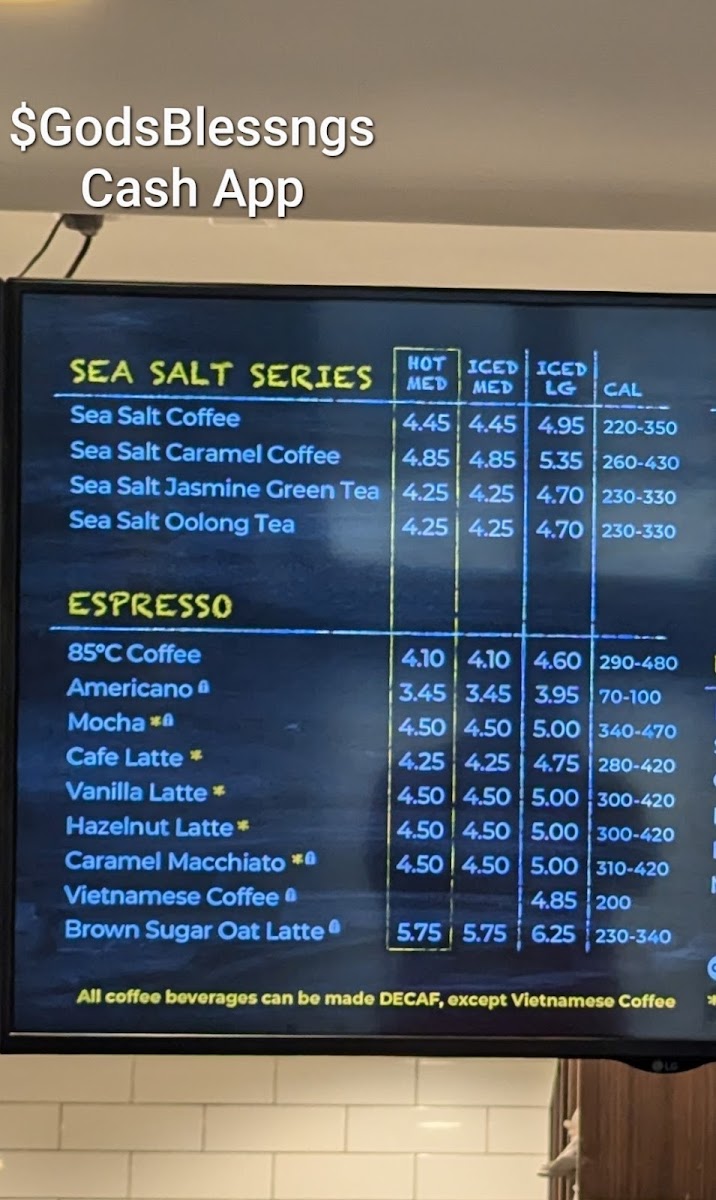 $GodsBlessngs
Cash App
SEA SALT SERIES HOT MED ICED MED ICED LG CAL
Sea Salt Coffee 4.45 4.45 4.95 220-350
Sea Salt Caramel Coffee 4.85 4.85 5.35 260-430
Sea Salt Jasmine Green Tea 4.25 4.25 4.70 230-330
Sea Salt Oolong Tea 4.25 4.25 4.70 230-330
ESPRESSO
85°C Coffee 4.10 4.10 4.60 290-480
Americano 3.45 3.45 3.95 70-100
Mocha * 4.50 4.50 5.00 340-470
Cafe Latte * 4.25 4.25 4.75 280-420
Vanilla Latte * 4.50 4.50 5.00 300-420
Hazelnut Latte * 4.50 4.50 5.00 300-420
Caramel Macchiato * 4.50 4.50 5.00 310-420
Vietnamese Coffee 4.85 200
Brown Sugar Oat Latte 5.75 5.75 6.25 230-340
All coffee beverages can be made DECAF, except Vietnamese Coffee *
LG